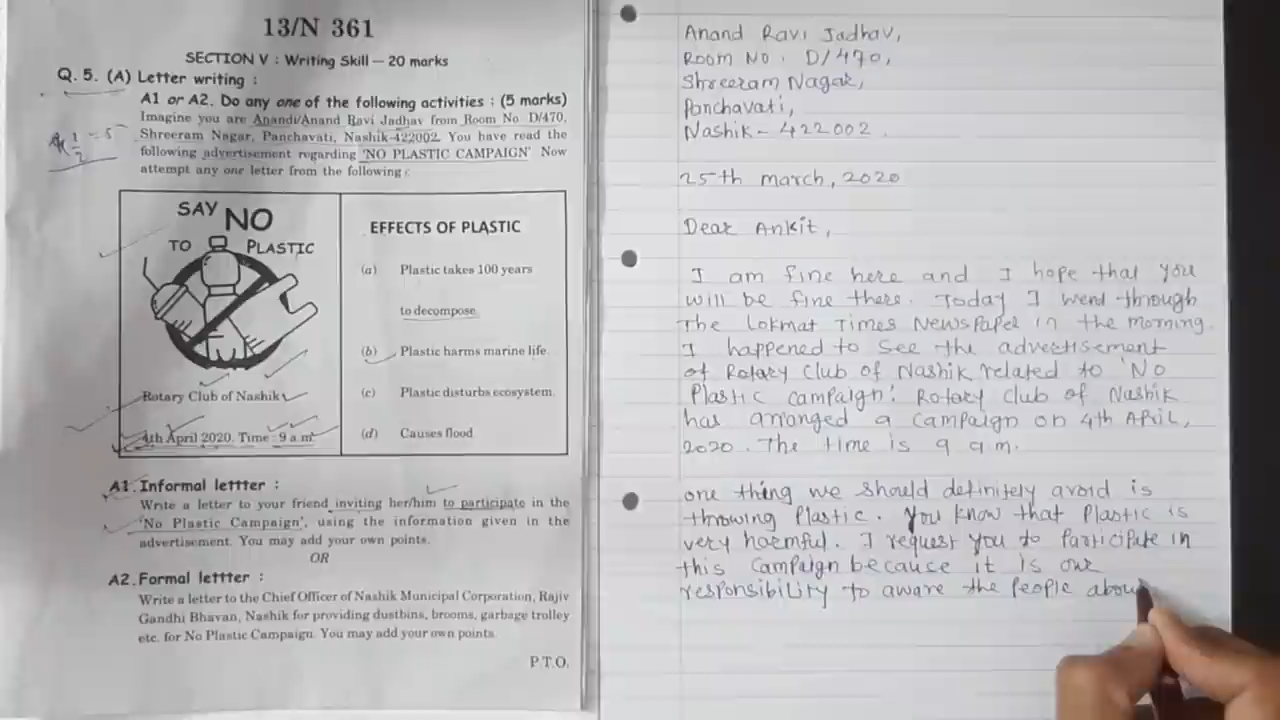 13/N 361
SECTION V : Writing Skill – 20 marks
Q. 5. (A) Letter writing :
A1 or A2. Do any one of the following activities : (5 marks)
Imagine you are Anandi/Anand Ravi Jadhav from Room No. D/470,
Shreeram Nagar, Panchavati, Nashik-422002. You have read the
following advertisement regarding 'NO PLASTIC CAMPAIGN' Now
attempt any one letter from the following :
SAY NO
TO PLASTIC
Rotary Club of Nashik
4th April 2020. Time : 9 a.m.
EFFECTS OF PLASTIC
(a) Plastic takes 100 years
to decompose.
(b) Plastic harms marine life.
(c) Plastic disturbs ecosystem.
(d) Causes flood
A1. Informal lettter :
Write a letter to your friend inviting her/him to participate in the
'No Plastic Campaign', using the information given in the
advertisement. You may add your own points.
OR
A2. Formal lettter :
Write a letter to the Chief Officer of Nashik Municipal Corporation, Rajiv
Gandhi Bhavan, Nashik for providing dustbins, brooms, garbage trolley
etc. for No Plastic Campaign. You may add your own points.
P.T.O.
Anand Ravi Jadhav,
Room No. D/470,
Shreeram Nagar,
Panchavati,
Nashik - 422002.
25th march, 2020
Dear Ankit,
I am fine here and I hope that you
will be fine there. Today I went through
The Lokmat Times Newspaper in the morning.
I happened to see the advertisement
of Rotary Club of Nashik related to 'No
Plastic campaign'. Rotary club of Nashik
has arranged a campaign on 4th April,
2020. The time is 9 a.m.
one thing we should definitely avoid is
throwing Plastic. You know that Plastic is
very harmful. I request you to Participate in
this campaign because it is our
responsibility to aware the People abou